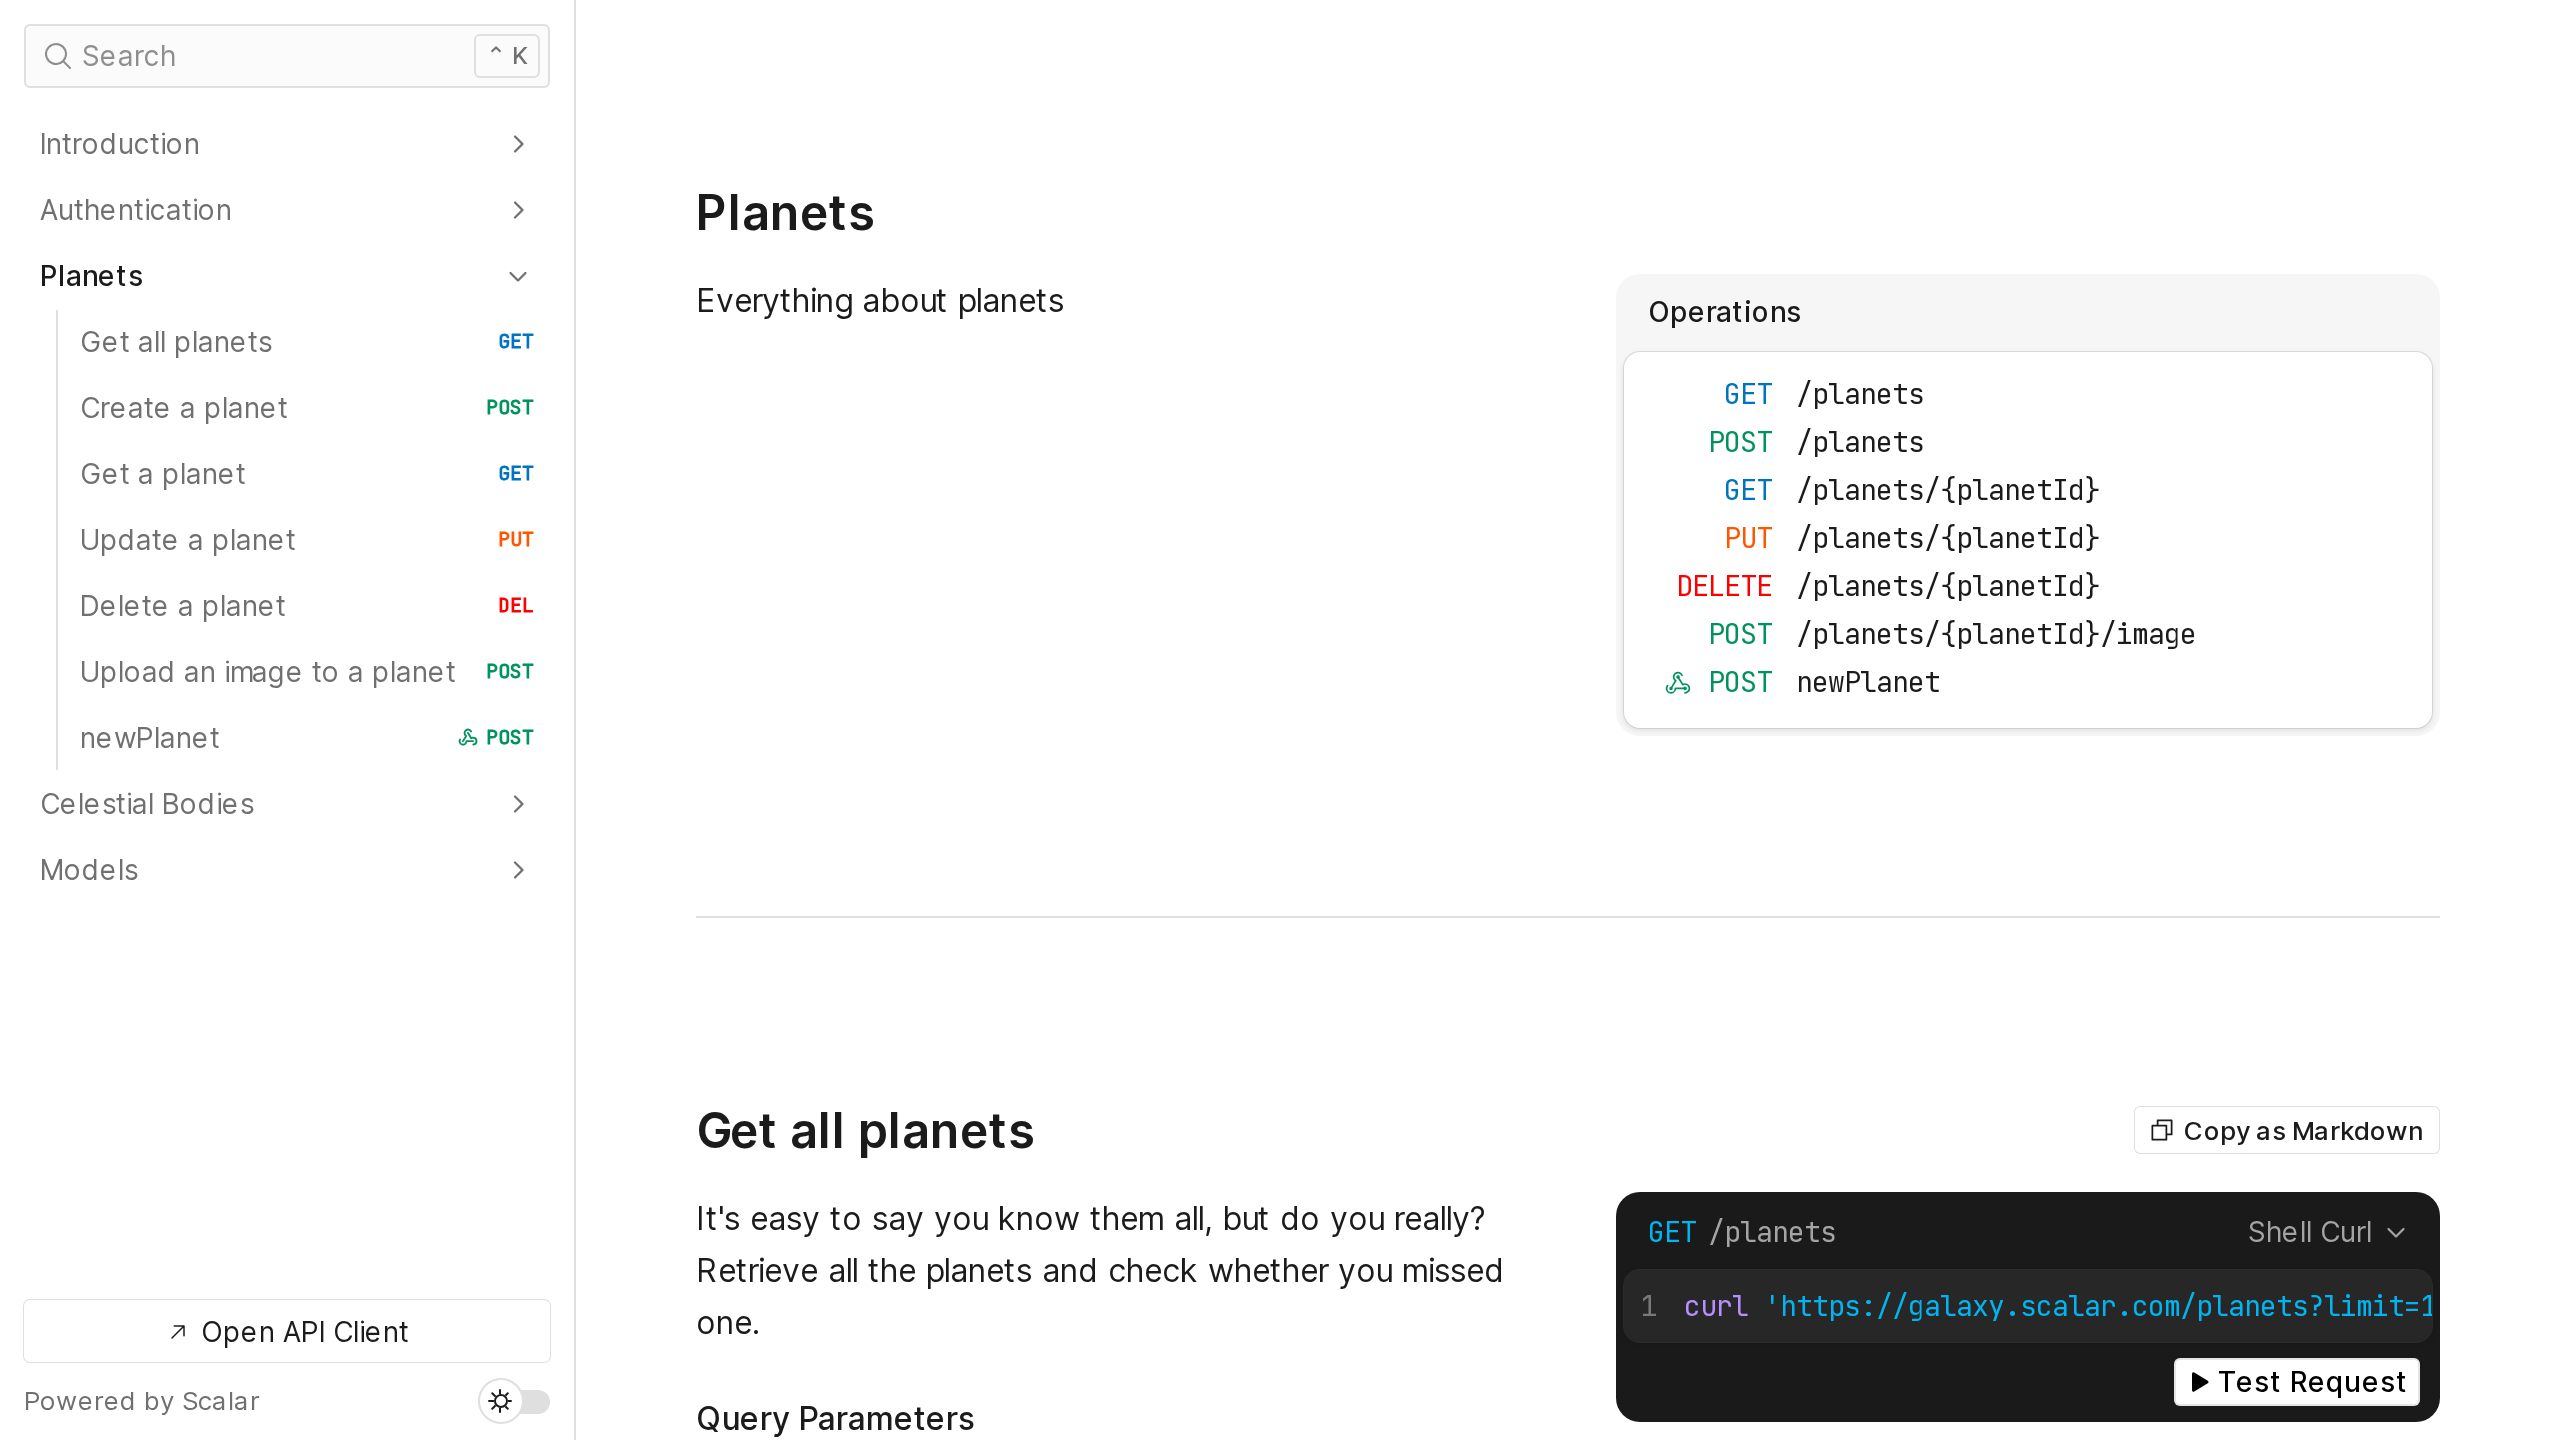 Search
⌃ K
Introduction
Authentication
Planets
Get all planets GET
Create a planet POST
Get a planet GET
Update a planet PUT
Delete a planet DEL
Upload an image to a planet POST
newPlanet POST
Celestial Bodies
Models
Open API Client
Powered by Scalar
Planets
Everything about planets
Operations
GET /planets
POST /planets
GET /planets/{planetId}
PUT /planets/{planetId}
DELETE /planets/{planetId}
POST /planets/{planetId}/image
POST newPlanet
Get all planets
Copy as Markdown
It's easy to say you know them all, but do you really?
Retrieve all the planets and check whether you missed
one.
Query Parameters
GET /planets
Shell Curl
1 curl 'https://galaxy.scalar.com/planets?limit=1
Test Request